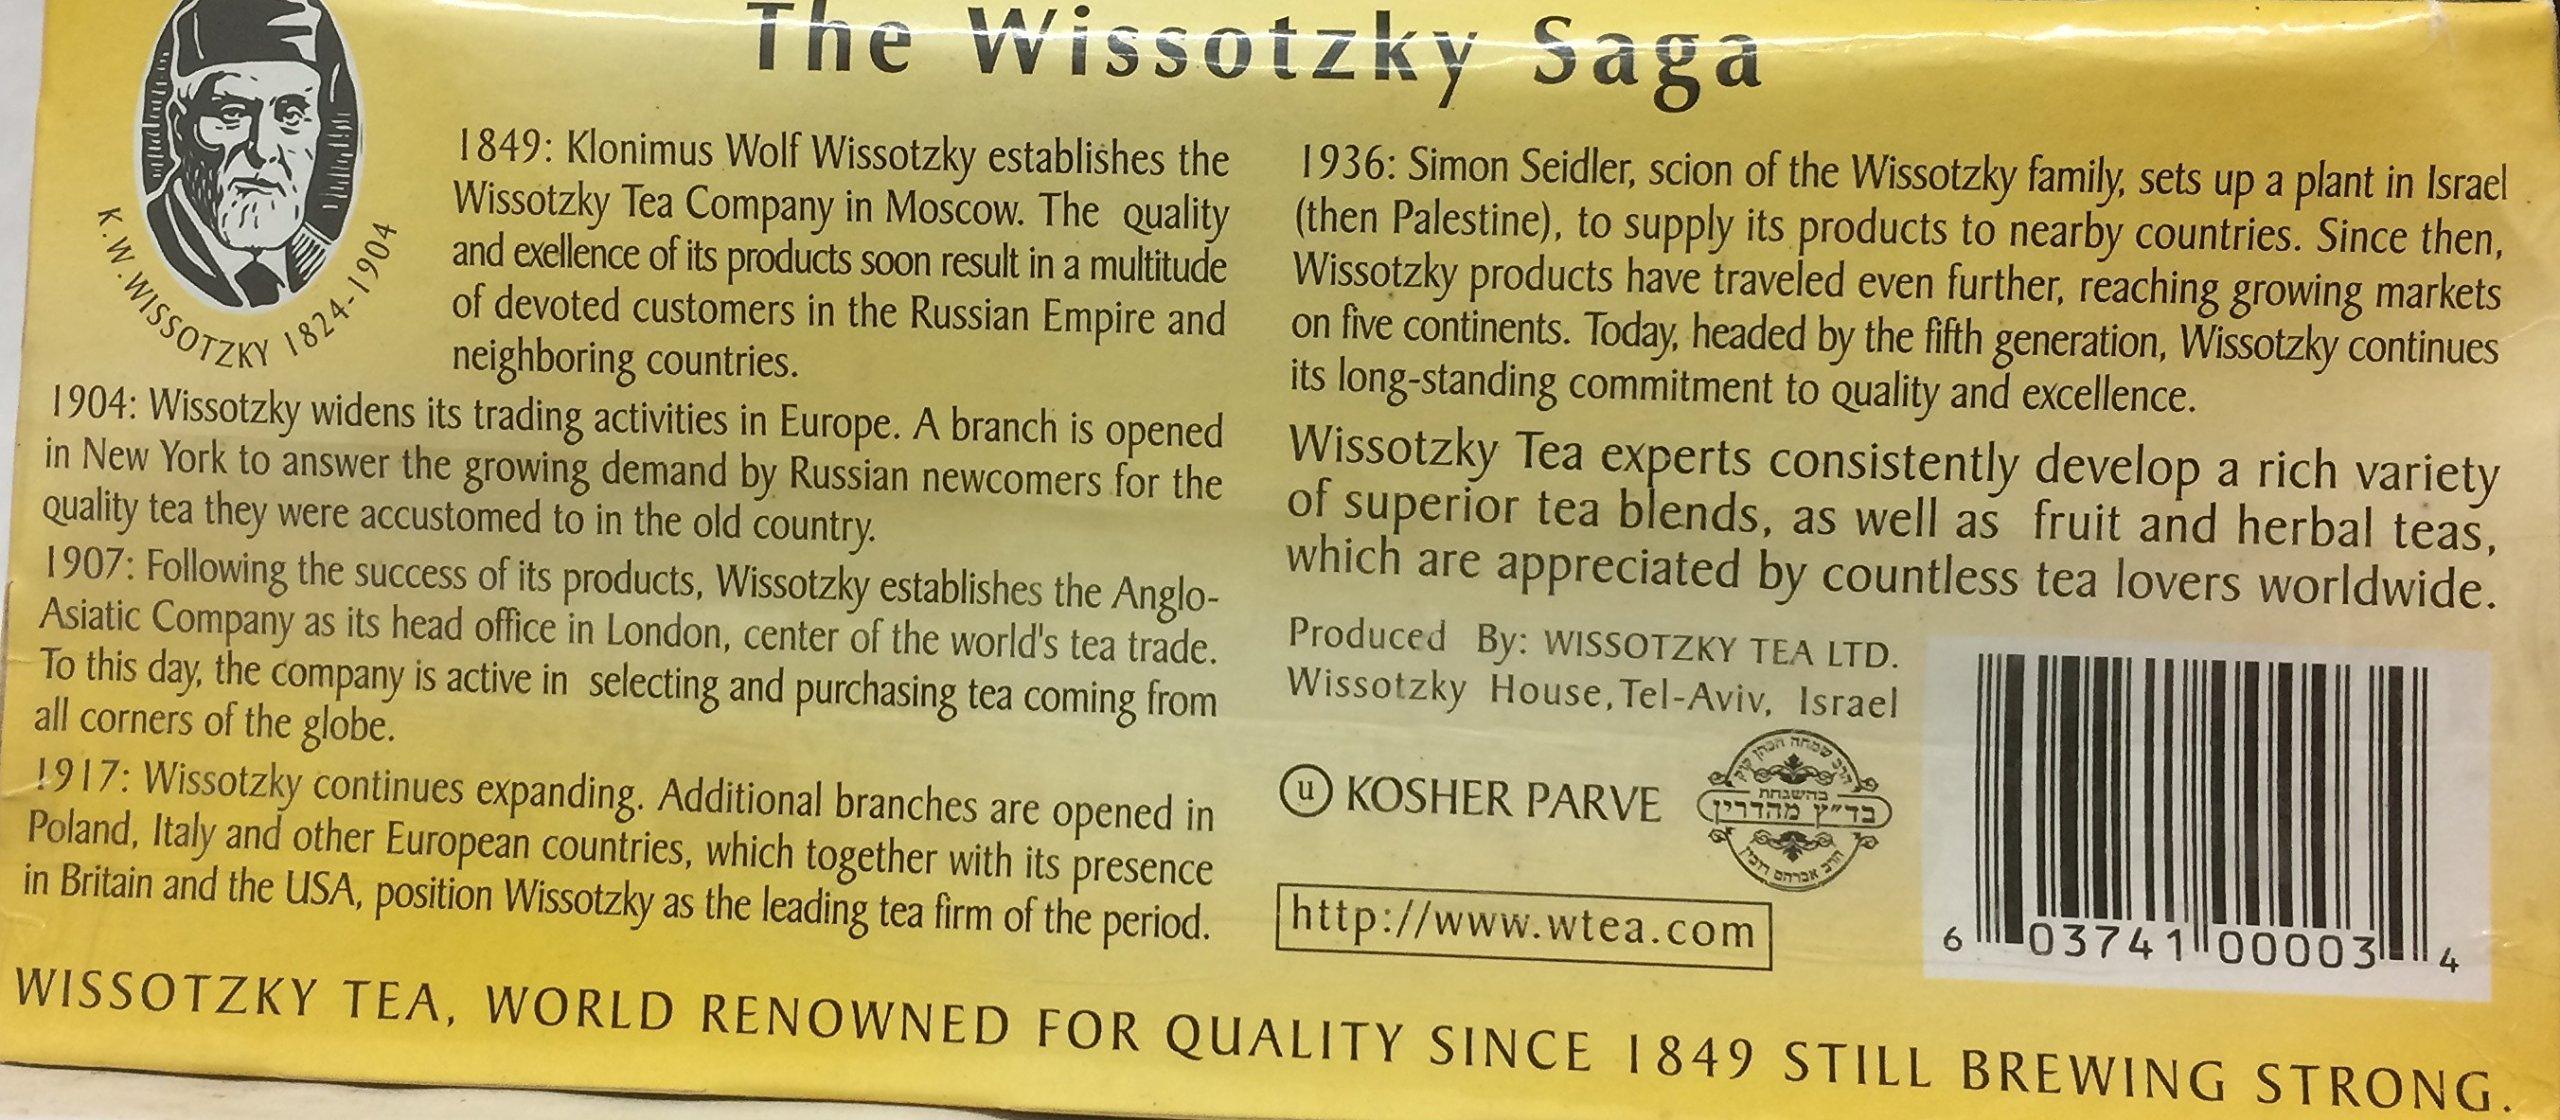 The Wissotzky Saga
K.W.WISSOTZKY 1824-1904
1849: Klonimus Wolf Wissotzky establishes the
Wissotzky Tea Company in Moscow. The quality
and exellence of its products soon result in a multitude
of devoted customers in the Russian Empire and
neighboring countries.
1904: Wissotzky widens its trading activities in Europe. A branch is opened
in New York to answer the growing demand by Russian newcomers for the
quality tea they were accustomed to in the old country.
1907: Following the success of its products, Wissotzky establishes the Anglo-
Asiatic Company as its head office in London, center of the world's tea trade.
To this day, the company is active in selecting and purchasing tea coming from
all corners of the globe.
1917: Wissotzky continues expanding. Additional branches are opened in
Poland, Italy and other European countries, which together with its presence
in Britain and the USA, position Wissotzky as the leading tea firm of the period.
1936: Simon Seidler, scion of the Wissotzky family, sets up a plant in Israel
(then Palestine), to supply its products to nearby countries. Since then,
Wissotzky products have traveled even further, reaching growing markets
on five continents. Today, headed by the fifth generation, Wissotzky continues
its long-standing commitment to quality and excellence.
Wissotzky Tea experts consistently develop a rich variety
of superior tea blends, as well as fruit and herbal teas,
which are appreciated by countless tea lovers worldwide.
Produced By: WISSOTZKY TEA LTD.
Wissotzky House, Tel-Aviv, Israel
U KOSHER PARVE
הרב שמחה הכהן קוק
בהשגחת
בד"ץ מהדרין
הרב אברהם רובין
http://www.wtea.com
6 03741 00003 4
WISSOTZKY TEA, WORLD RENOWNED FOR QUALITY SINCE 1849 STILL BREWING STRONG.